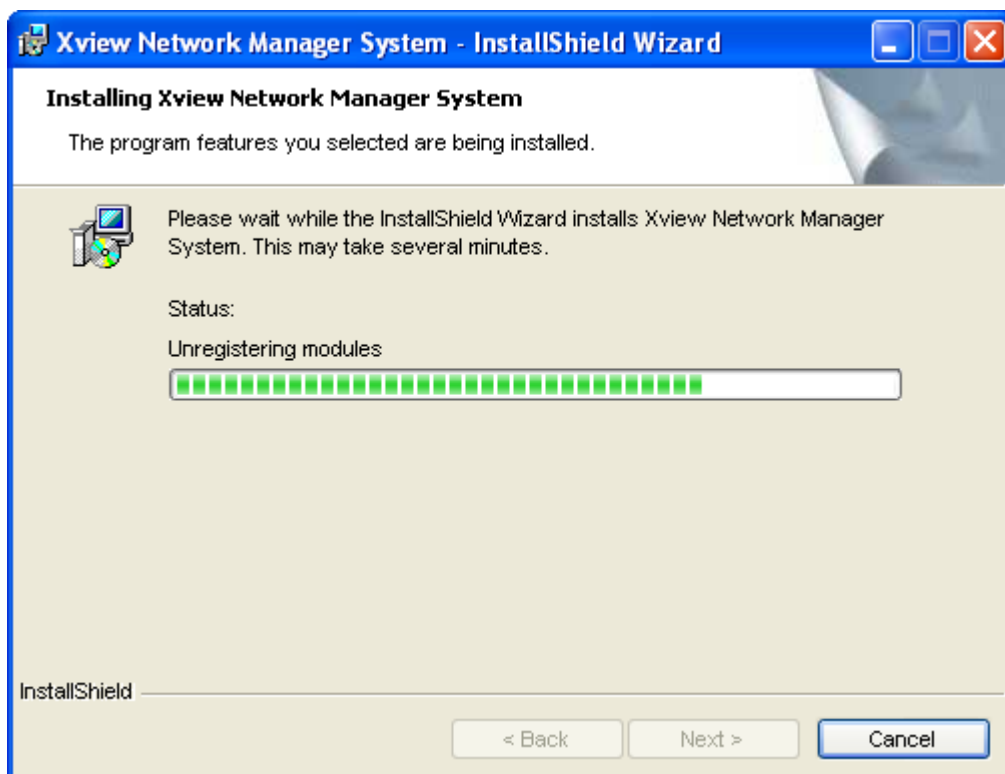 Xview Network Manager System - InstallShield Wizard
Installing Xview Network Manager System
The program features you selected are being installed.
Please wait while the InstallShield Wizard installs Xview Network Manager
System. This may take several minutes.
Status:
Unregistering modules
InstallShield
< Back
Next >
Cancel